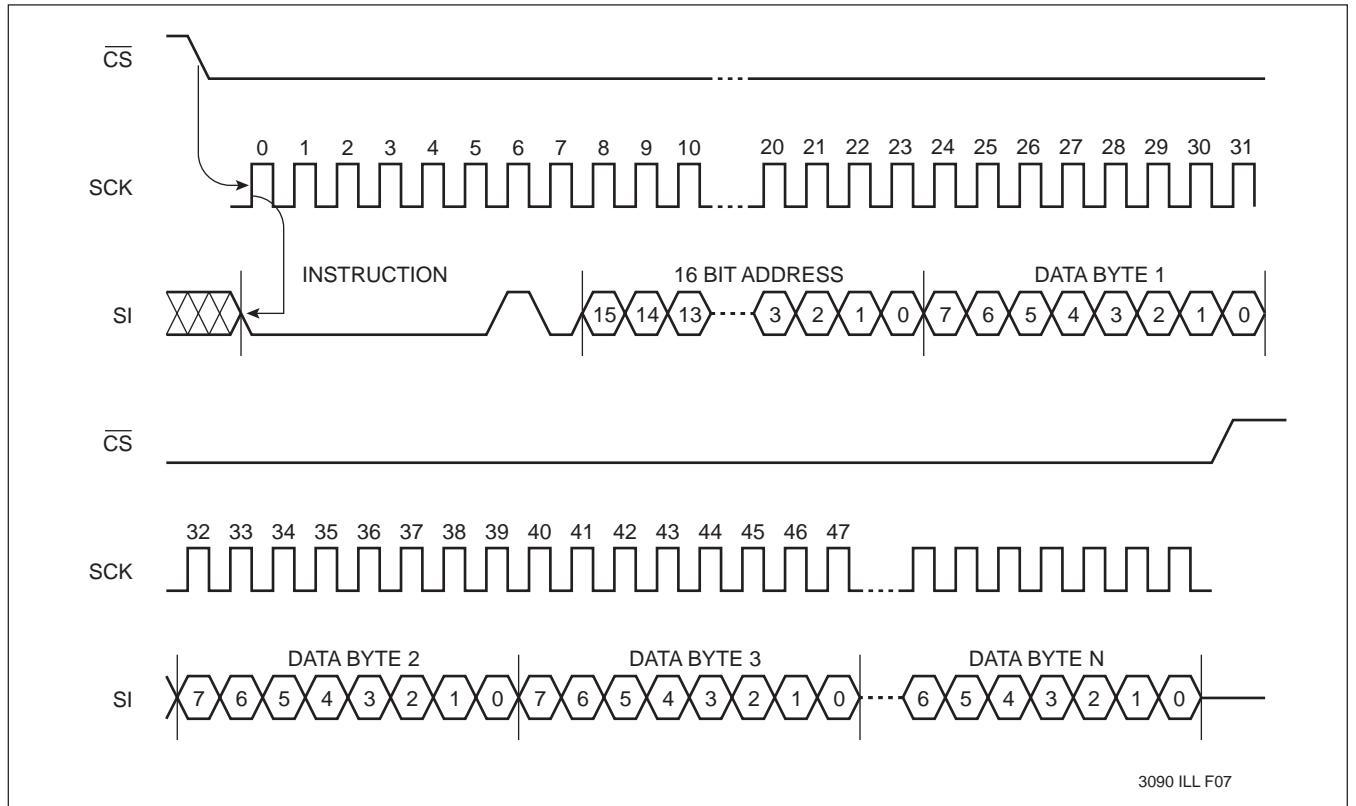 CS
0 1 2 3 4 5 6 7 8 9 10 20 21 22 23 24 25 26 27 28 29 30 31
SCK
INSTRUCTION 16 BIT ADDRESS DATA BYTE 1
SI 15 14 13 3 2 1 0 7 6 5 4 3 2 1 0
CS
32 33 34 35 36 37 38 39 40 41 42 43 44 45 46 47
SCK
DATA BYTE 2 DATA BYTE 3 DATA BYTE N
SI 7 6 5 4 3 2 1 0 7 6 5 4 3 2 1 0 6 5 4 3 2 1 0
3090 ILL F07